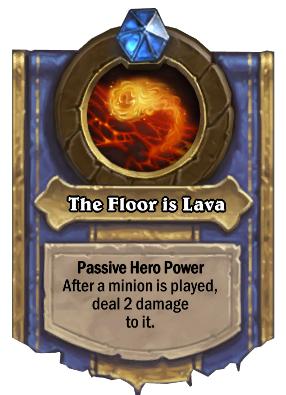 The Floor is Lava
Passive Hero Power
After a minion is played,
deal 2 damage
to it.